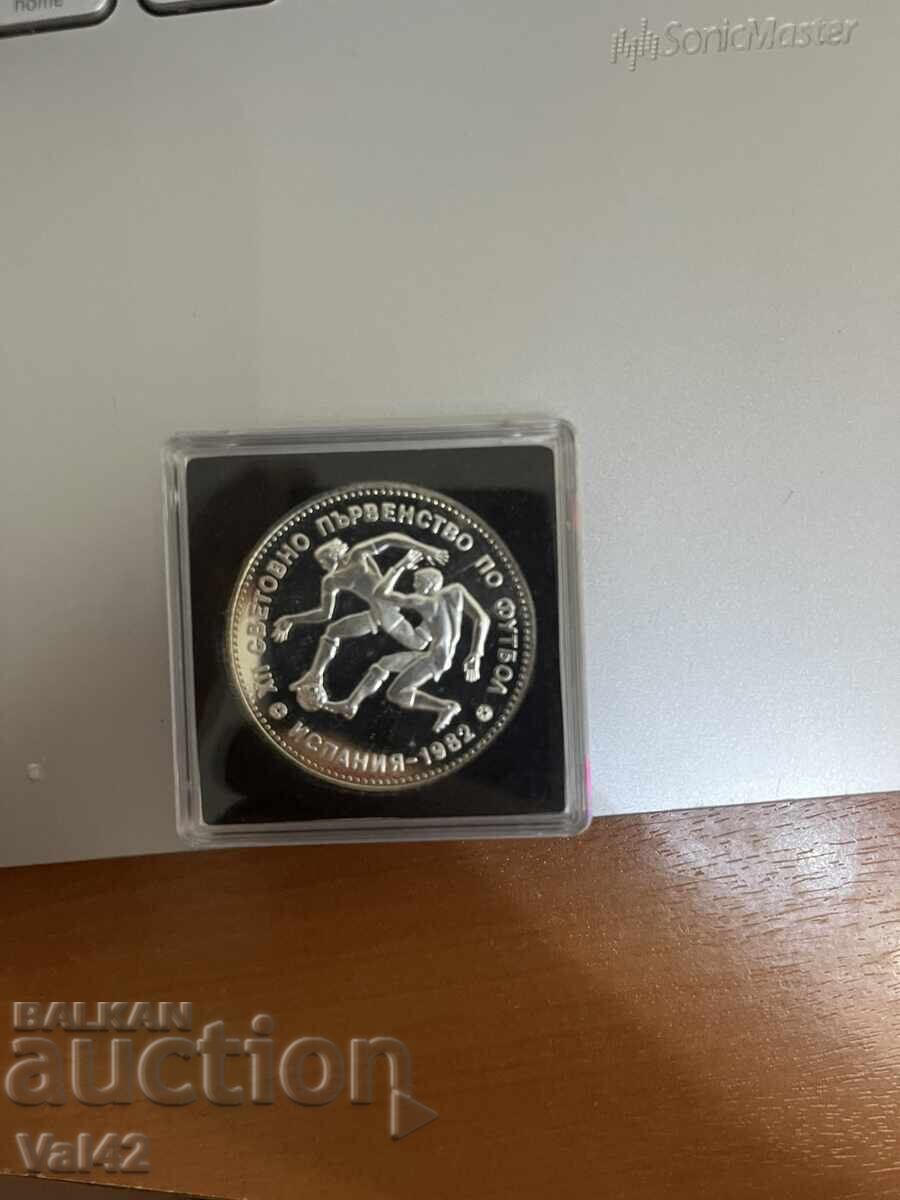 home
SonicMaster
XII СВЕТОВНО ПЪРВЕНСТВО ПО ФУТБОЛ
ИСПАНИЯ-1982
BALKAN
auction
Val42